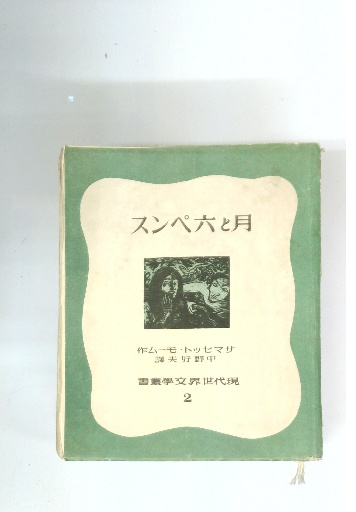 月と六ペンス
サマセット・モーム作
中野好夫譯
現代世界文學叢書
2